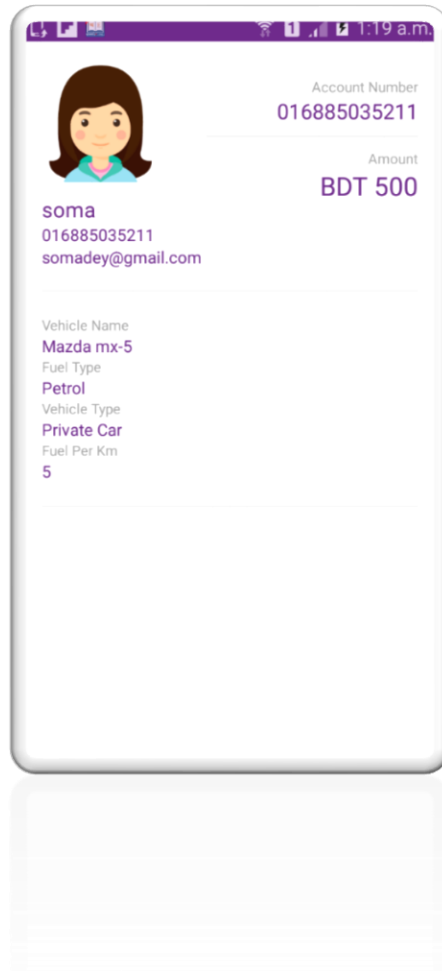 1 1:19 a.m.
Account Number
016885035211
Amount
BDT 500
soma
016885035211
somadey@gmail.com
Vehicle Name
Mazda mx-5
Fuel Type
Petrol
Vehicle Type
Private Car
Fuel Per Km
5